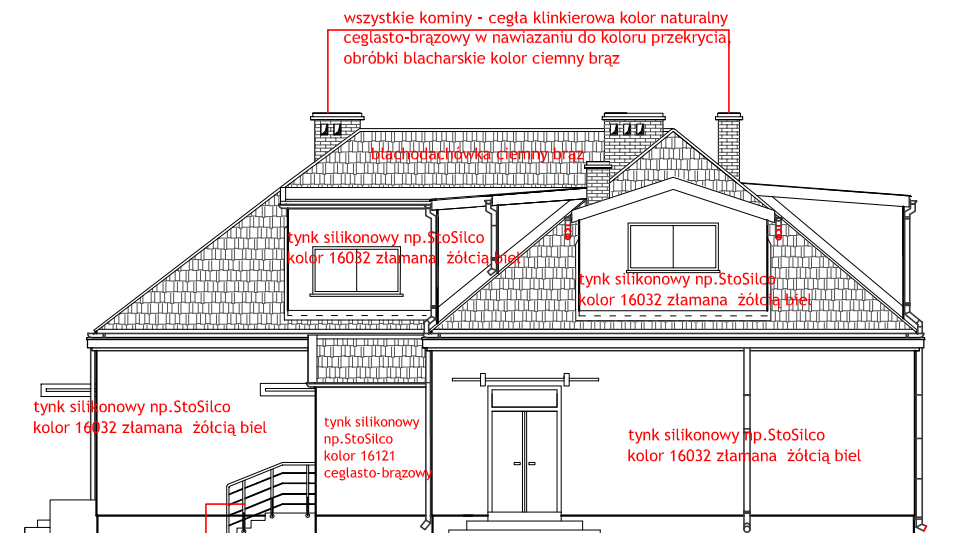 wszystkie kominy - cegła klinkierowa kolor naturalny
ceglasto-brązowy w nawiazaniu do koloru przekrycia,
obróbki blacharskie kolor ciemny brąz
blachodachówka ciemny brąz
tynk silikonowy np.StoSilco
kolor 16032 złamana żółcią biel
tynk silikonowy np.StoSilco
kolor 16032 złamana żółcią biel
tynk silikonowy np.StoSilco
kolor 16032 złamana żółcią biel
tynk silikonowy
np.StoSilco
kolor 16121
ceglasto-brązowy
tynk silikonowy np.StoSilco
kolor 16032 złamana żółcią biel